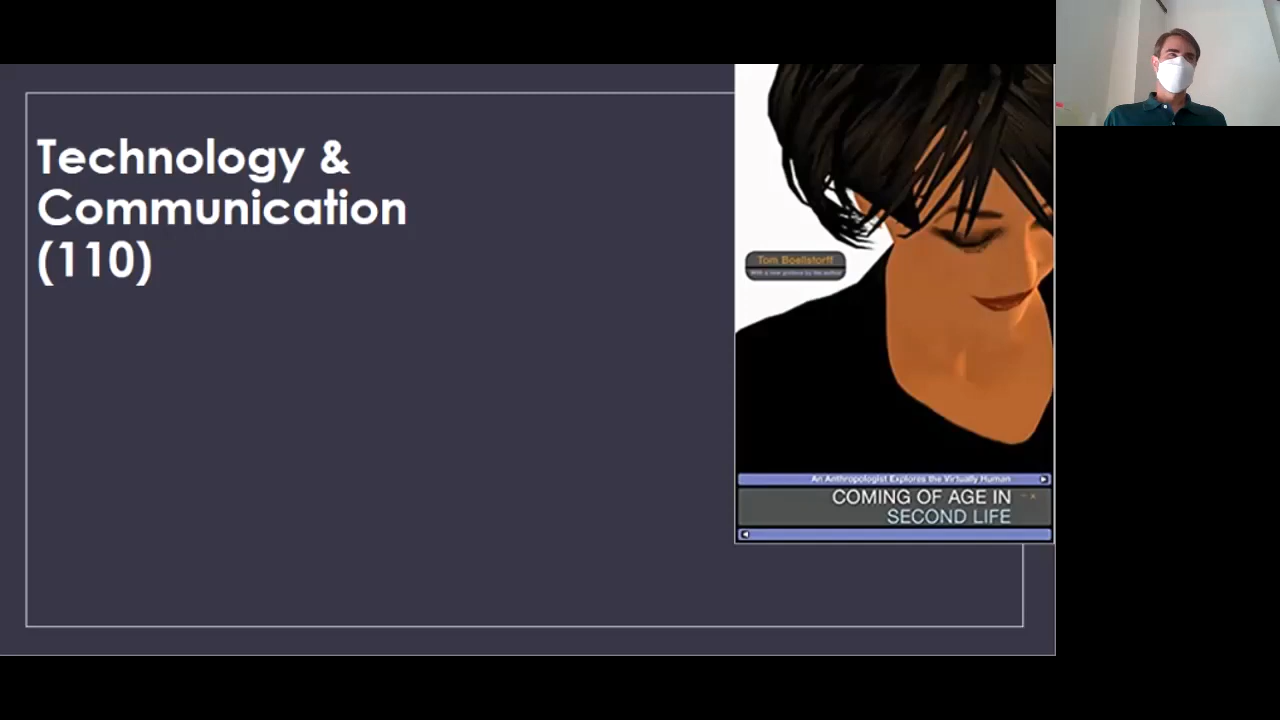 Technology &
Communication
(110)
Tom Boellstorff
With a new preface by the author
An Anthropologist Explores the Virtually Human
COMING OF AGE IN
SECOND LIFE